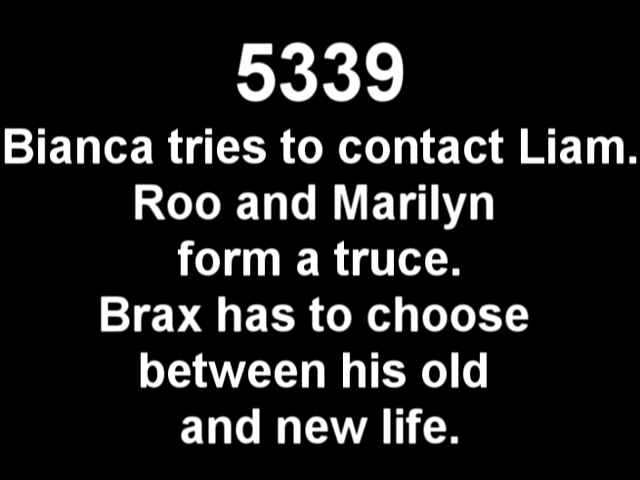 5339
Bianca tries to contact Liam.
Roo and Marilyn
form a truce.
Brax has to choose
between his old
and new life.